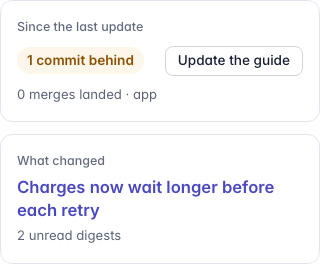 Since the last update
1 commit behind
Update the guide
0 merges landed · app
What changed
Charges now wait longer before
each retry
2 unread digests